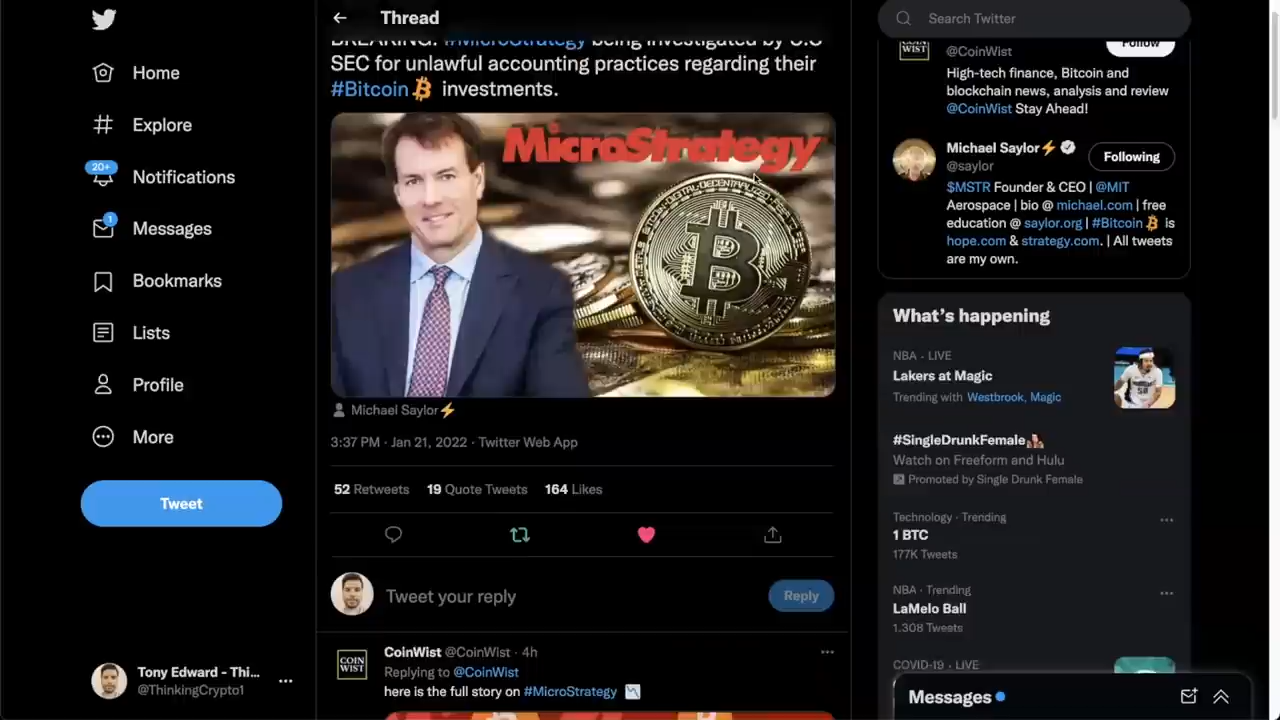 Thread
Search Twitter
BREAKING: #MicroStrategy being investigated by U.S
SEC for unlawful accounting practices regarding their
#Bitcoin investments.
MicroStrategy
DIGITAL·DECENTRALIZED
Michael Saylor⚡
3:37 PM · Jan 21, 2022 · Twitter Web App
52 Retweets 19 Quote Tweets 164 Likes
Tweet your reply
Reply
COIN
WIST
CoinWist @CoinWist · 4h
Replying to @CoinWist
here is the full story on #MicroStrategy 📉
Home
Explore
20+
Notifications
1
Messages
Bookmarks
Lists
Profile
More
Tweet
Tony Edward - Thi...
@ThinkingCrypto1
WIST
@CoinWist
Follow
High-tech finance, Bitcoin and
blockchain news, analysis and review
@CoinWist Stay Ahead!
Michael Saylor⚡
@saylor
Following
$MSTR Founder & CEO | @MIT
Aerospace | bio @ michael.com | free
education @ saylor.org | #Bitcoin is
hope.com & strategy.com. | All tweets
are my own.
What's happening
NBA · LIVE
Lakers at Magic
Trending with Westbrook, Magic
#SingleDrunkFemale
Watch on Freeform and Hulu
Promoted by Single Drunk Female
Technology · Trending
1 BTC
177K Tweets
NBA · Trending
LaMelo Ball
1,308 Tweets
COVID-19 · LIVE
Messages